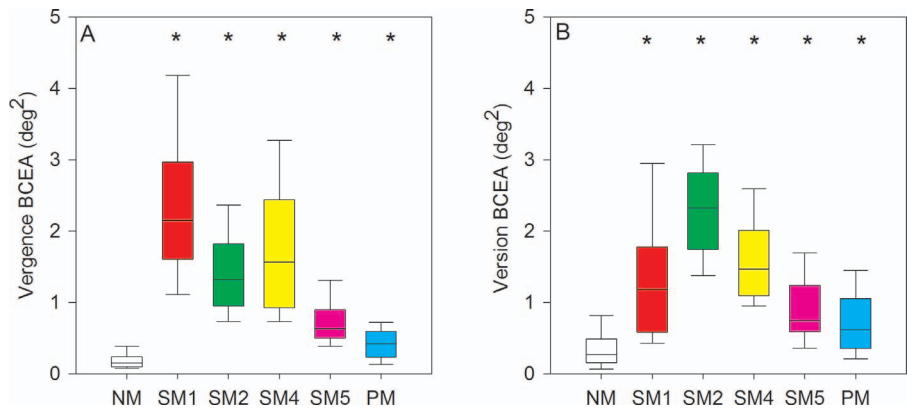 A
* * * * *
Vergence BCEA (deg²)
5
4
3
2
1
0
NM SM1 SM2 SM4 SM5 PM
B
* * * * *
Version BCEA (deg²)
5
4
3
2
1
0
NM SM1 SM2 SM4 SM5 PM